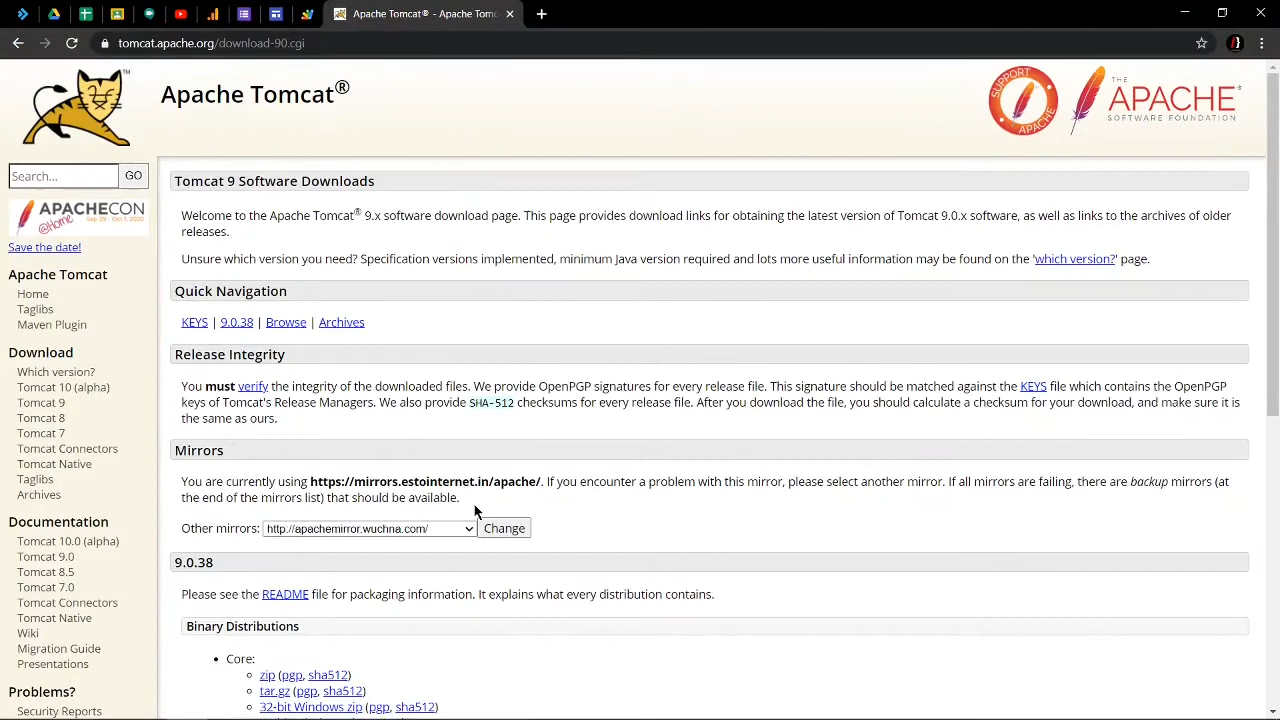 Apache Tomcat® - Apache Tomc
tomcat.apache.org/download-90.cgi
TM
Apache Tomcat®
SUPPORT
APACHE
THE
APACHE®
SOFTWARE FOUNDATION
Search...
GO
APACHECON
@Home
Sep 29 - Oct 1, 2020
Save the date!
Apache Tomcat
Home
Taglibs
Maven Plugin
Download
Which version?
Tomcat 10 (alpha)
Tomcat 9
Tomcat 8
Tomcat 7
Tomcat Connectors
Tomcat Native
Taglibs
Archives
Documentation
Tomcat 10.0 (alpha)
Tomcat 9.0
Tomcat 8.5
Tomcat 7.0
Tomcat Connectors
Tomcat Native
Wiki
Migration Guide
Presentations
Problems?
Security Reports
Tomcat 9 Software Downloads
Welcome to the Apache Tomcat® 9.x software download page. This page provides download links for obtaining the latest version of Tomcat 9.0.x software, as well as links to the archives of older
releases.
Unsure which version you need? Specification versions implemented, minimum Java version required and lots more useful information may be found on the 'which version?' page.
Quick Navigation
KEYS | 9.0.38 | Browse | Archives
Release Integrity
You must verify the integrity of the downloaded files. We provide OpenPGP signatures for every release file. This signature should be matched against the KEYS file which contains the OpenPGP
keys of Tomcat's Release Managers. We also provide SHA-512 checksums for every release file. After you download the file, you should calculate a checksum for your download, and make sure it is
the same as ours.
Mirrors
You are currently using https://mirrors.estointernet.in/apache/. If you encounter a problem with this mirror, please select another mirror. If all mirrors are failing, there are backup mirrors (at
the end of the mirrors list) that should be available.
Other mirrors: http://apachemirror.wuchna.com/ Change
9.0.38
Please see the README file for packaging information. It explains what every distribution contains.
Binary Distributions
Core:
zip (pgp, sha512)
tar.gz (pgp, sha512)
32-bit Windows zip (pgp, sha512)